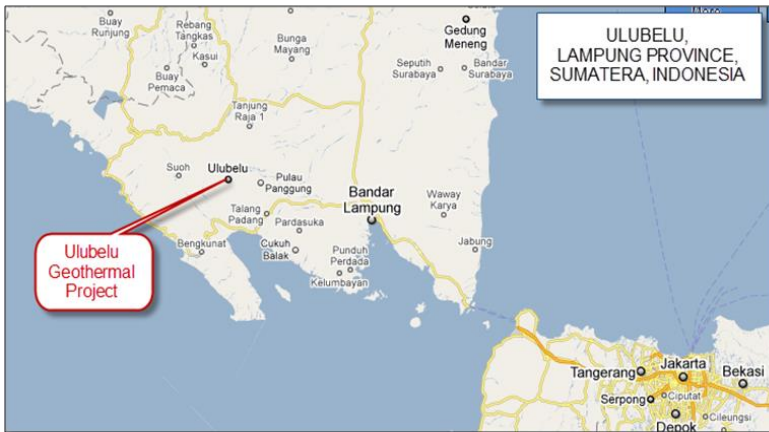 Buay
Runjung
Rebang
Tangkas
Kasui
Bunga
Mayang
Gedung
Meneng
ULUBELU,
LAMPUNG PROVINCE,
SUMATERA, INDONESIA
Buay
Pemaca
Seputih
Surabaya
Bandar
Surabaya
Tanjung
Raja 1
Suoh
Ulubelu
Pulau
Panggung
Bandar
Lampung
Waway
Karya
Talang
Padang
Pardasuka
Ulubelu
Geothermal
Project
Bengkunat
Cukuh
Balak
Punduh
Perdada
Kelumbayan
Jabung
Tangerang
Jakarta
Bekasi
Serpong
Ciputat
Cileungsi
Depok